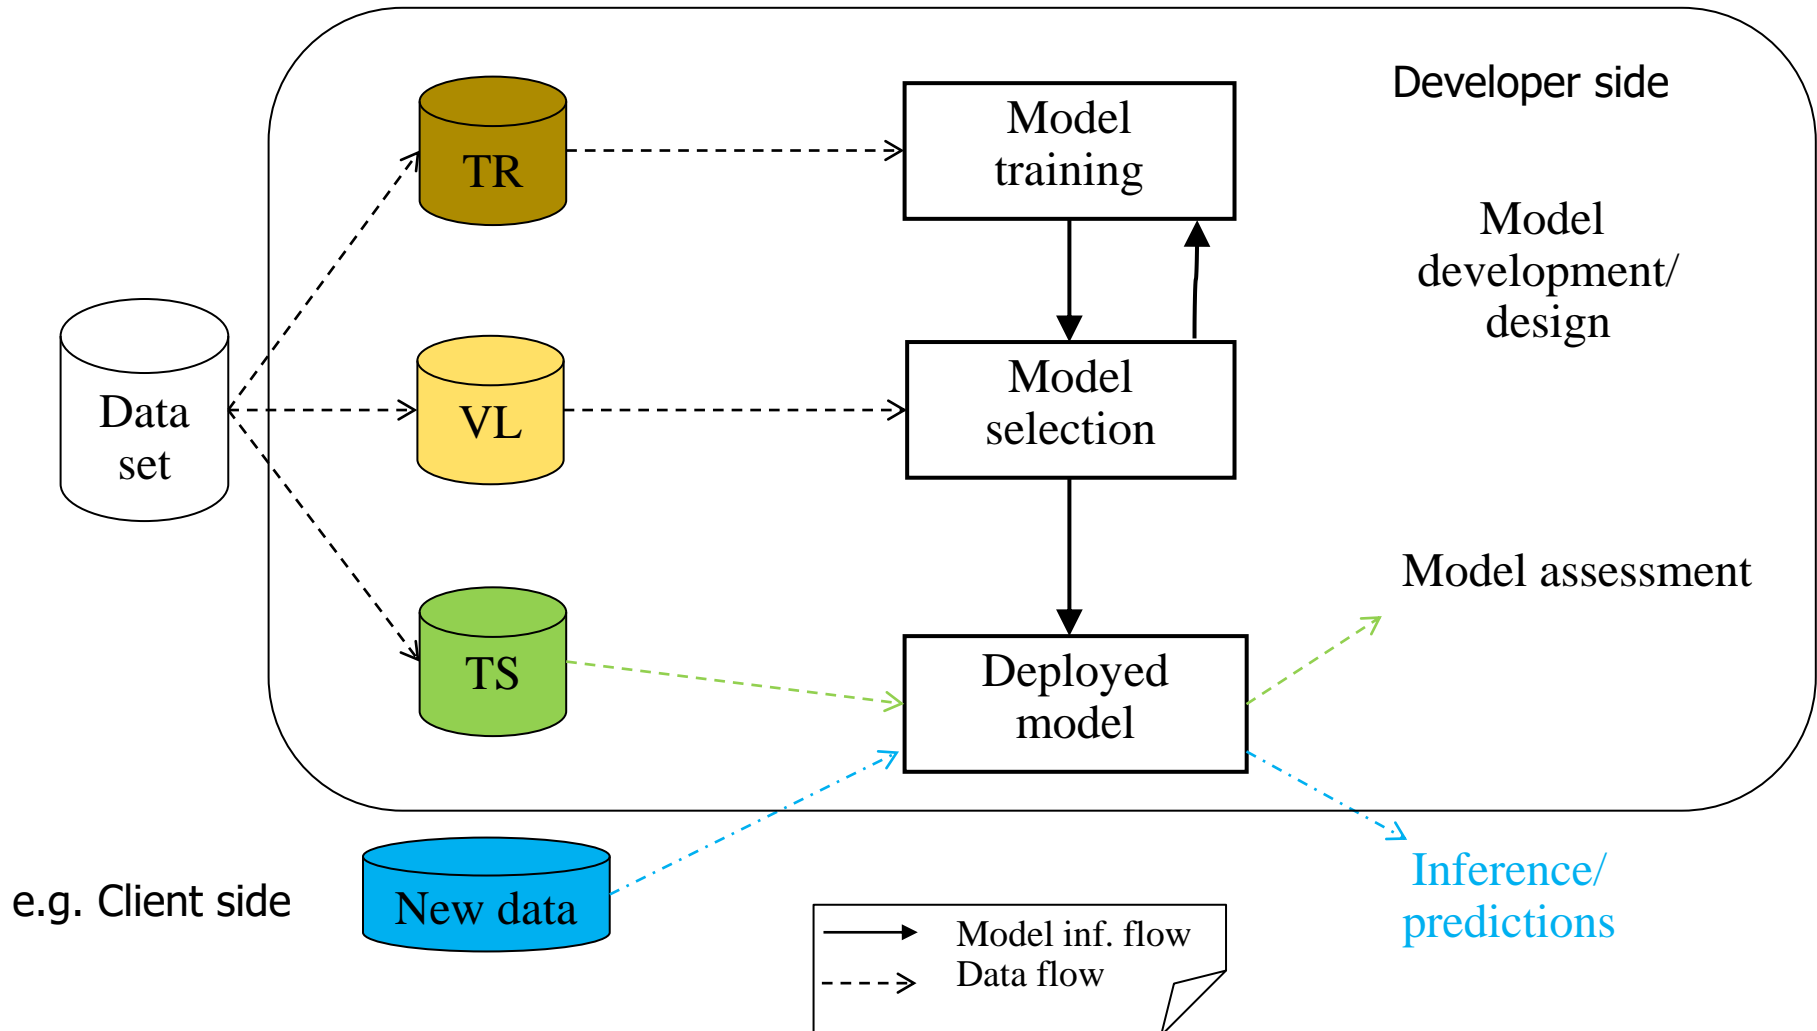 Developer side
TR
Model
training
Model
development/
design
Data
set
VL
Model
selection
Model assessment
TS
Deployed
model
e.g. Client side
New data
Inference/
predictions
Model inf. flow
Data flow